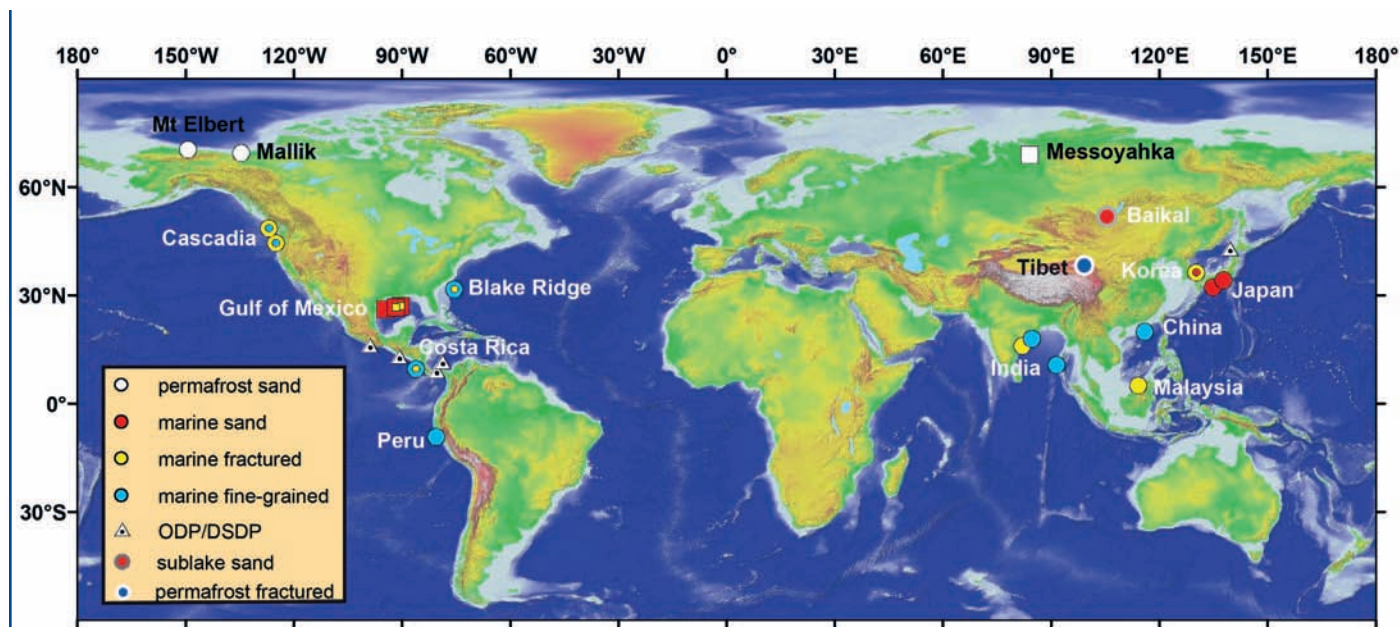 180° 150°W 120°W 90°W 60°W 30°W 0° 30°E 60°E 90°E 120°E 150°E 180°
Mt Elbert
Mallik
Messoyahka
60°N
Baikal
Cascadia
Tibet
Korea
30°N
Blake Ridge
Japan
Gulf of Mexico
China
Costa Rica
India
Malaysia
0°
Peru
30°S
permafrost sand
marine sand
marine fractured
marine fine-grained
ODP/DSDP
sublake sand
permafrost fractured